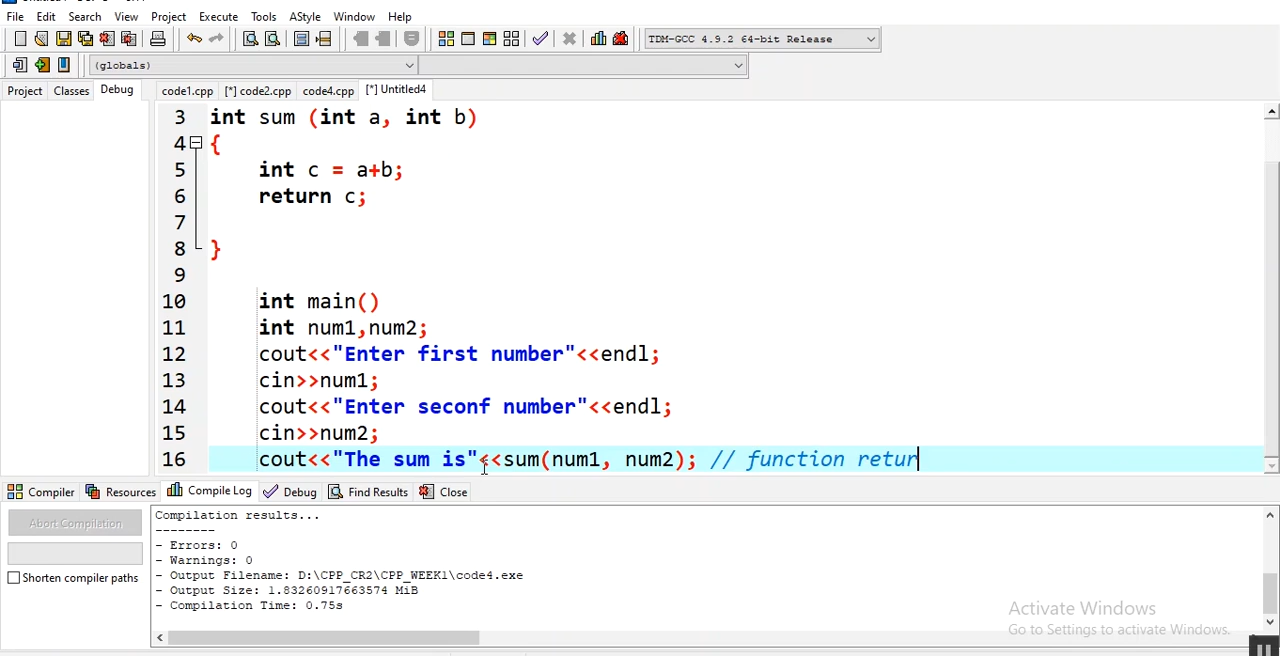 File Edit Search View Project Execute Tools AStyle Window Help
TDM-GCC 4.9.2 64-bit Release
(globals)
Project Classes Debug code1.cpp [*] code2.cpp code4.cpp [*] Untitled4
3 int sum (int a, int b)
4 {
5 int c = a+b;
6 return c;
7
8 }
9
10 int main()
11 int num1,num2;
12 cout<<"Enter first number"<<endl;
13 cin>>num1;
14 cout<<"Enter seconf number"<<endl;
15 cin>>num2;
16 cout<<"The sum is"<<sum(num1, num2); // function retur
Compiler Resources Compile Log Debug Find Results Close
Abort Compilation
Shorten compiler paths
Compilation results...
--------
- Errors: 0
- Warnings: 0
- Output Filename: D:\CPP_CR2\CPP_WEEK1\code4.exe
- Output Size: 1.83260917663574 MiB
- Compilation Time: 0.75s
Activate Windows
Go to Settings to activate Windows.